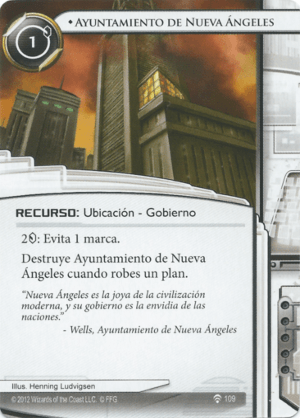 • AYUNTAMIENTO DE NUEVA ÁNGELES
1
RECURSO: Ubicación - Gobierno
2: Evita 1 marca.
Destruye Ayuntamiento de Nueva
Ángeles cuando robes un plan.
"Nueva Ángeles es la joya de la civilización
moderna, y su gobierno es la envidia de las
naciones."
- Wells, Ayuntamiento de Nueva Ángeles
Illus. Henning Ludvigsen
© 2012 Wizards of the Coast LLC. © FFG
109